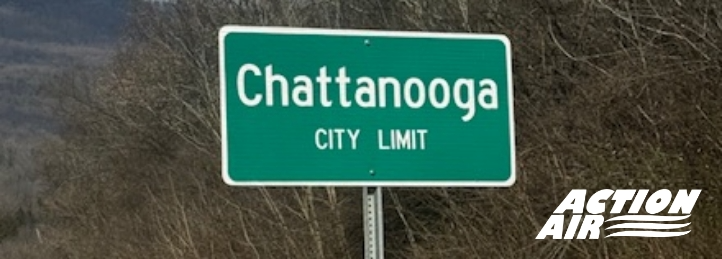 Chattanooga
CITY LIMIT
ACTION
AIR